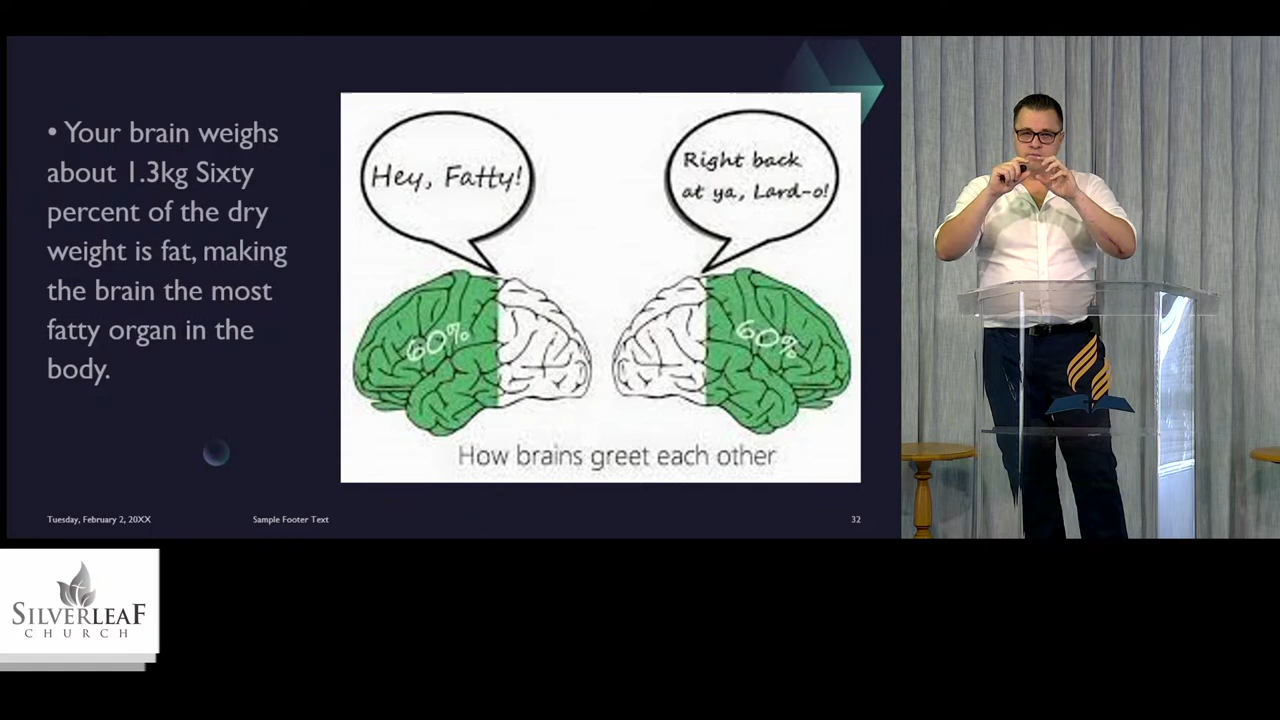 • Your brain weighs
about 1.3kg Sixty
percent of the dry
weight is fat, making
the brain the most
fatty organ in the
body.
Hey, Fatty!
Right back
at ya, Lard-o!
60%
60%
How brains greet each other
Tuesday, February 2, 20XX
Sample Footer Text
32
SILVERLEAF
CHURCH